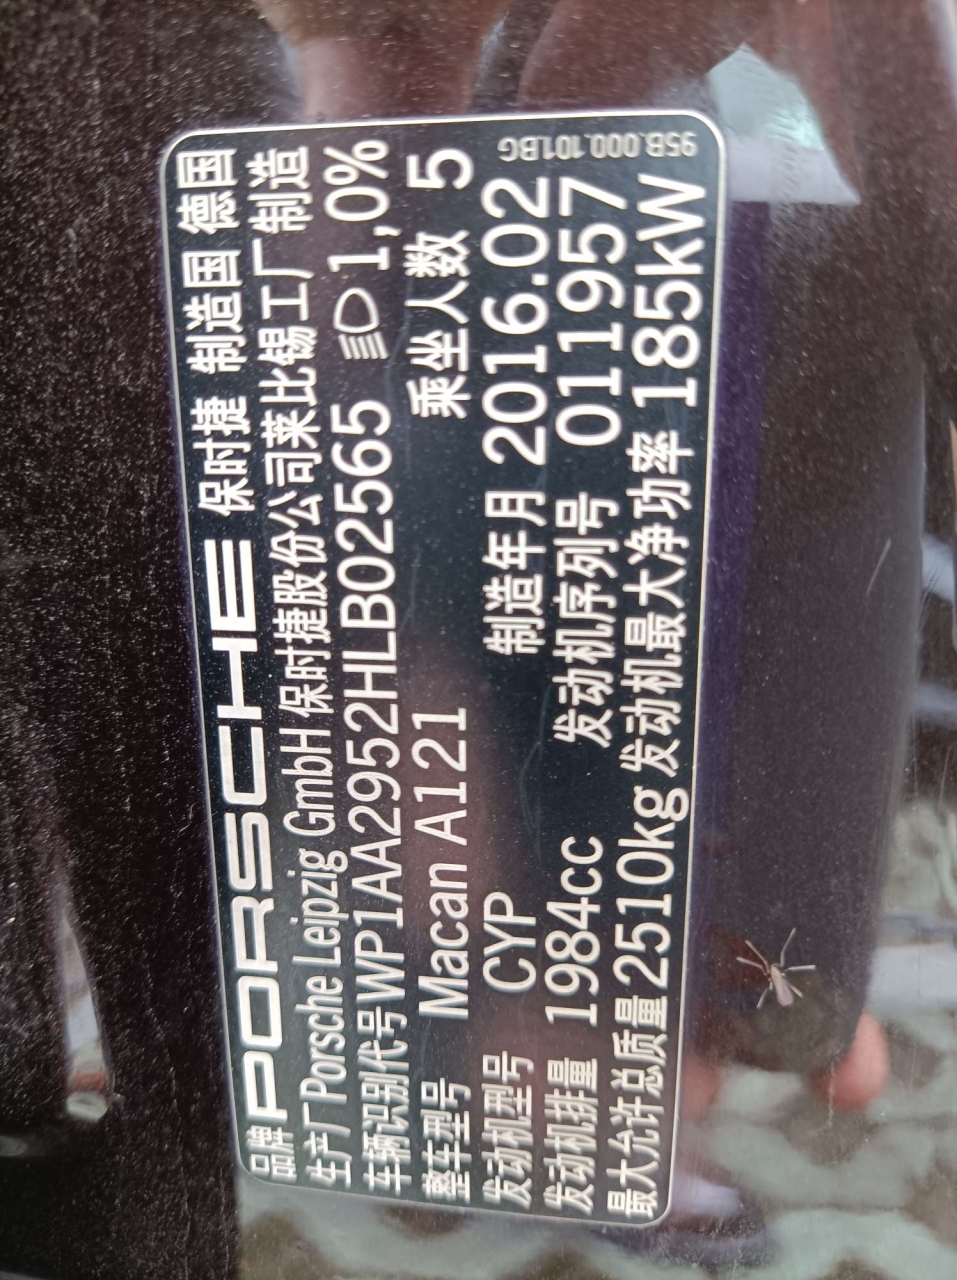 品牌 PORSCHE 保时捷 制造国 德国
生产厂 Porsche Leipzig GmbH 保时捷股份公司莱比锡工厂制造
车辆识别代号 WP1AA2952HLB02565 1,0%
整车型号 Macan A121 乘坐人数 5
发动机型号 CYP 制造年月 2016.02
发动机排量 1984cc 发动机序列号 011957
最大允许总质量 2510kg 发动机最大净功率 185kW
95B.000.101.BG